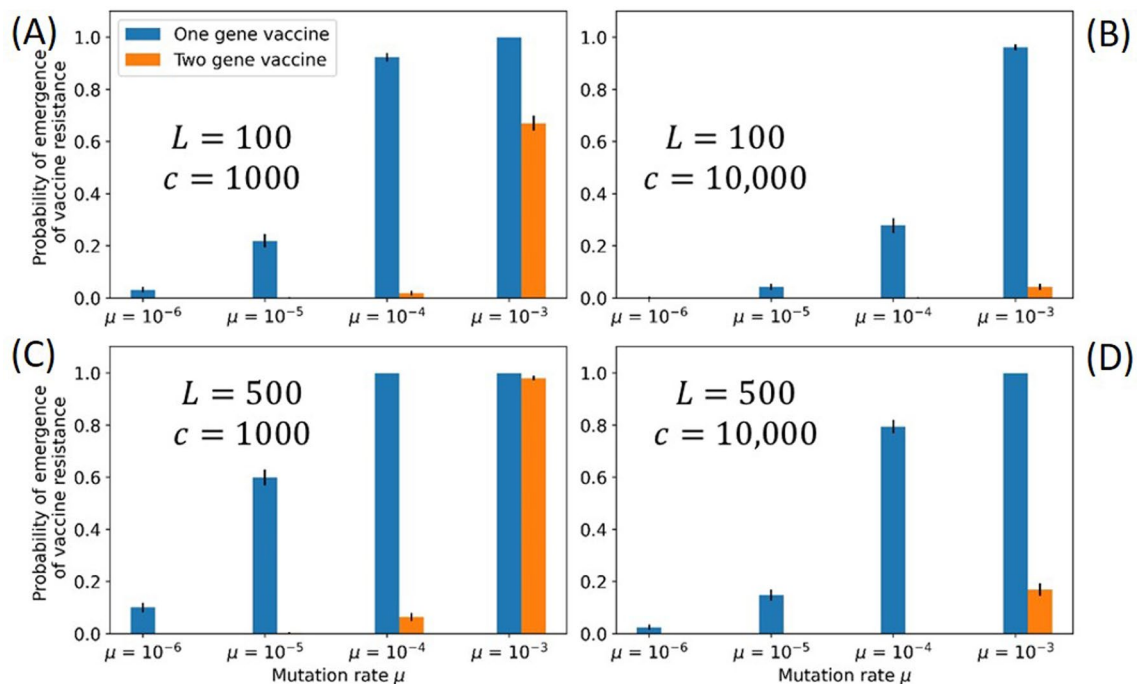 (A)
Probability of emergence
of vaccine resistance
1.0
0.8
0.6
0.4
0.2
0.0
One gene vaccine
Two gene vaccine
L = 100
c = 1000
μ = 10⁻⁶
μ = 10⁻⁵
μ = 10⁻⁴
μ = 10⁻³
(B)
1.0
0.8
0.6
0.4
0.2
0.0
L = 100
c = 10,000
μ = 10⁻⁶
μ = 10⁻⁵
μ = 10⁻⁴
μ = 10⁻³
(C)
Probability of emergence
of vaccine resistance
1.0
0.8
0.6
0.4
0.2
0.0
L = 500
c = 1000
μ = 10⁻⁶
μ = 10⁻⁵
μ = 10⁻⁴
μ = 10⁻³
Mutation rate μ
(D)
1.0
0.8
0.6
0.4
0.2
0.0
L = 500
c = 10,000
μ = 10⁻⁶
μ = 10⁻⁵
μ = 10⁻⁴
μ = 10⁻³
Mutation rate μ